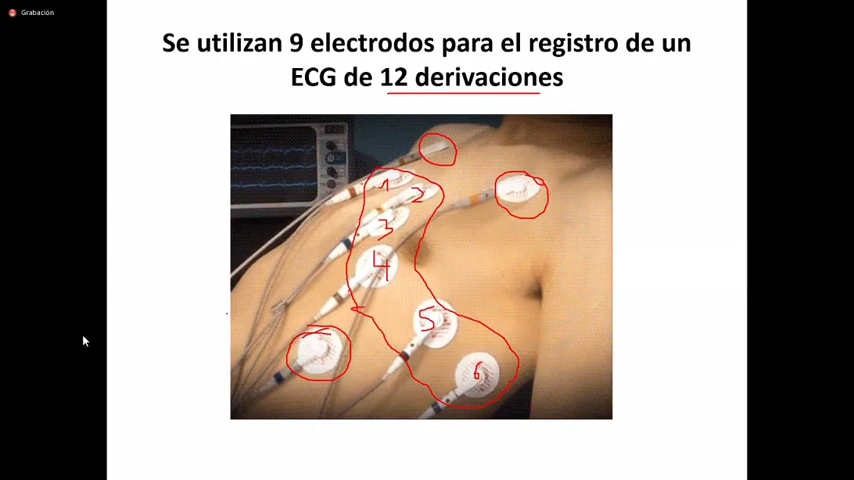 Grabación
Se utilizan 9 electrodos para el registro de un
ECG de 12 derivaciones
1
2
3
4
5
6